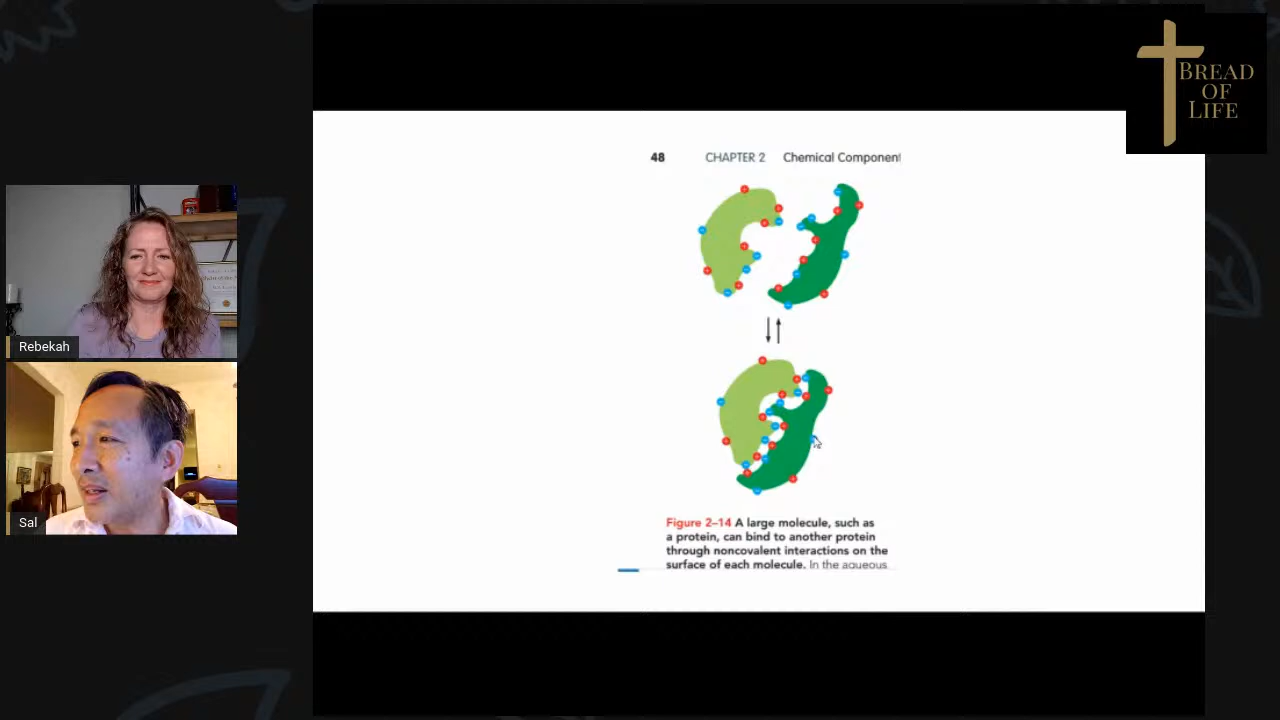 BREAD
OF
LIFE
48 CHAPTER 2 Chemical Component
Rebekah
Sal
Figure 2–14 A large molecule, such as
a protein, can bind to another protein
through noncovalent interactions on the
surface of each molecule. In the aqueous